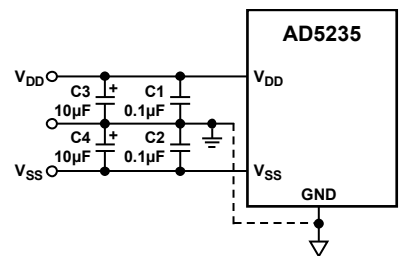 AD5235
V_DD
V_DD
C3
+
C1
10µF
0.1µF
C4
+
C2
10µF
0.1µF
V_SS
V_SS
GND